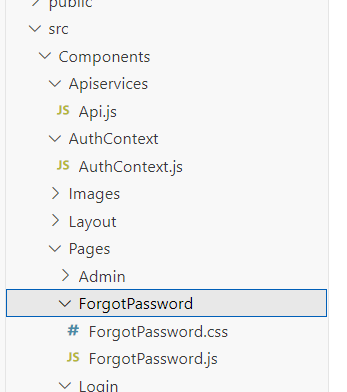 public
src
Components
Apiservices
JS Api.js
AuthContext
JS AuthContext.js
Images
Layout
Pages
Admin
ForgotPassword
# ForgotPassword.css
JS ForgotPassword.js
Login